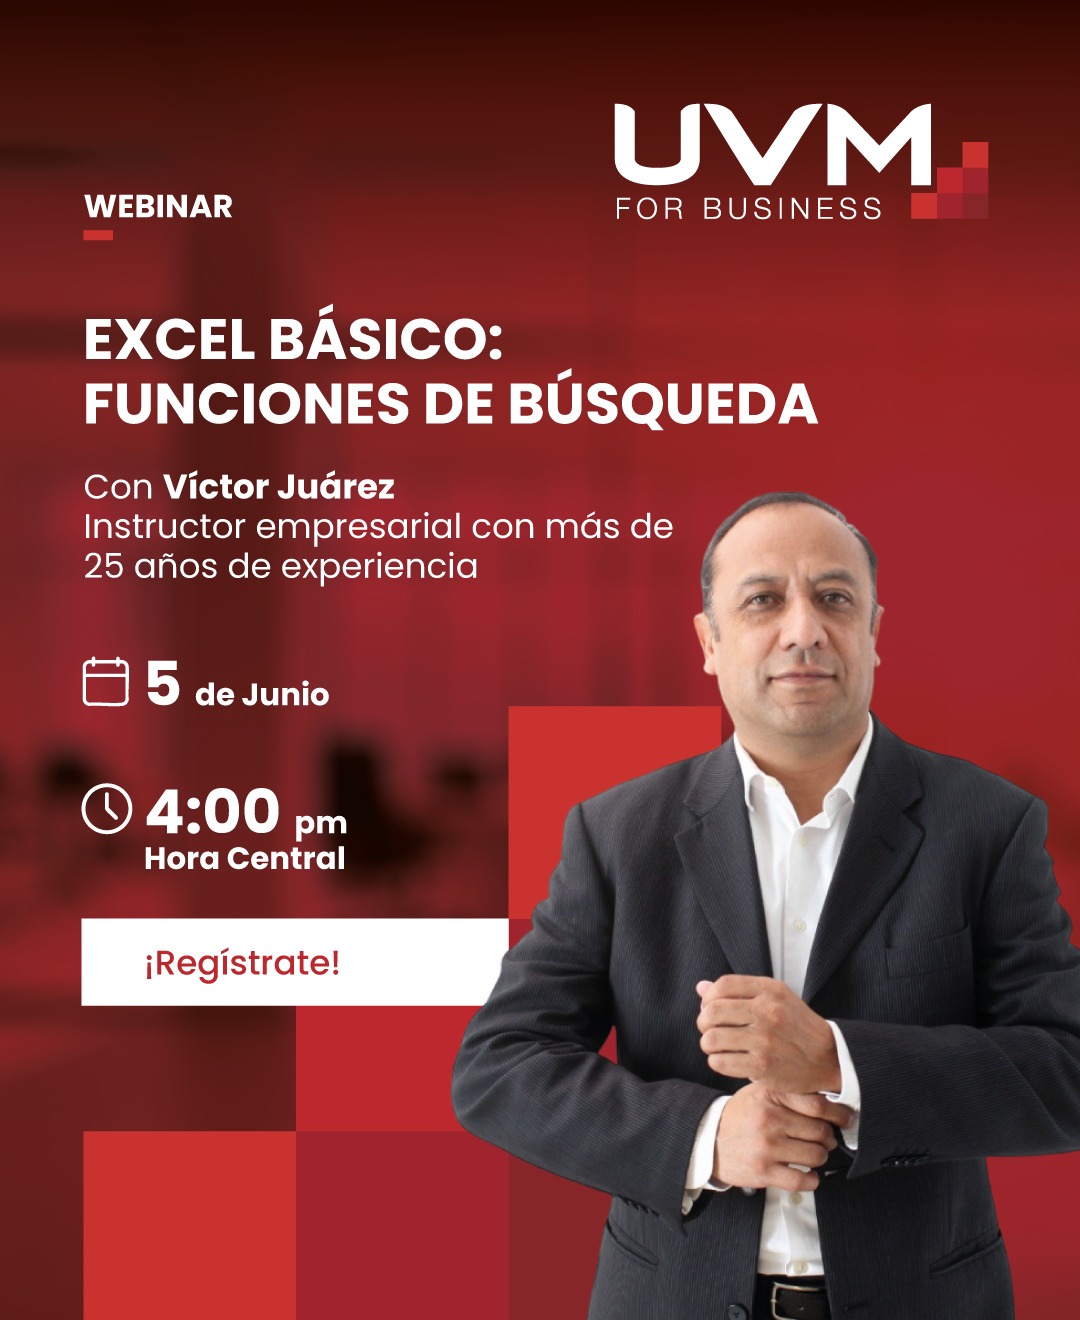 UVM
FOR BUSINESS
WEBINAR
EXCEL BÁSICO:
FUNCIONES DE BÚSQUEDA
Con Víctor Juárez
Instructor empresarial con más de
25 años de experiencia
5 de Junio
4:00 pm
Hora Central
¡Regístrate!